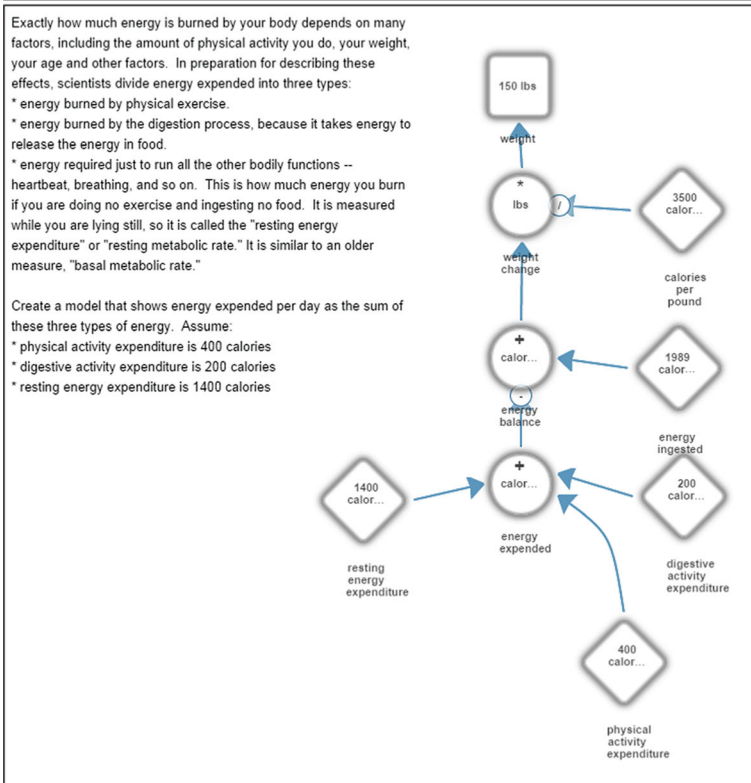 Exactly how much energy is burned by your body depends on many
factors, including the amount of physical activity you do, your weight,
your age and other factors.  In preparation for describing these
effects, scientists divide energy expended into three types:
* energy burned by physical exercise.
* energy burned by the digestion process, because it takes energy to
release the energy in food.
* energy required just to run all the other bodily functions --
heartbeat, breathing, and so on.  This is how much energy you burn
if you are doing no exercise and ingesting no food.  It is measured
while you are lying still, so it is called the "resting energy
expenditure" or "resting metabolic rate." It is similar to an older
measure, "basal metabolic rate."
Create a model that shows energy expended per day as the sum of
these three types of energy.  Assume:
* physical activity expenditure is 400 calories
* digestive activity expenditure is 200 calories
* resting energy expenditure is 1400 calories
150 lbs
weight
*
lbs
/
weight
change
3500
calor...
calories
per
pound
+
calor...
-
energy
balance
1989
calor...
energy
ingested
+
calor...
energy
expended
1400
calor...
resting
energy
expenditure
200
calor...
digestive
activity
expenditure
400
calor...
physical
activity
expenditure